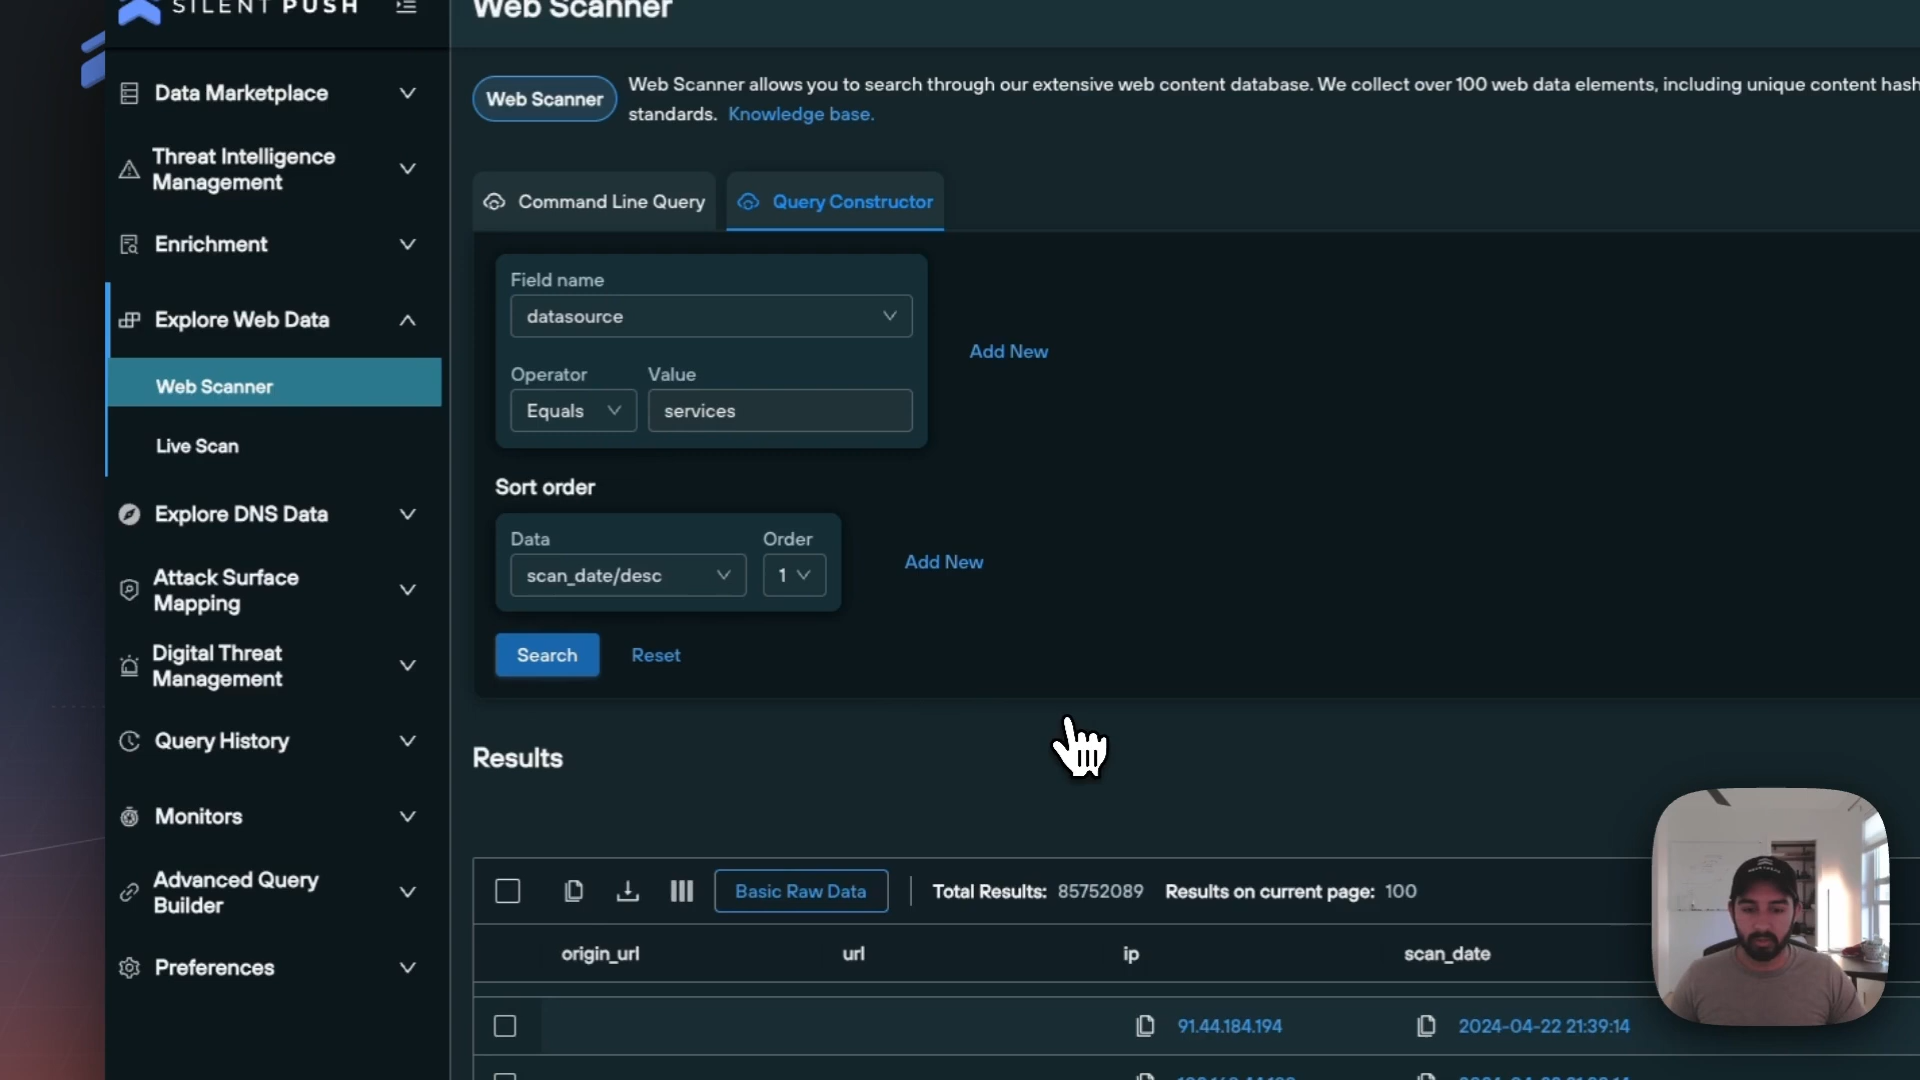 SILENT PUSH
Web Scanner
Data Marketplace
Threat Intelligence
Management
Enrichment
Explore Web Data
Web Scanner
Live Scan
Explore DNS Data
Attack Surface
Mapping
Digital Threat
Management
Query History
Monitors
Advanced Query
Builder
Preferences
Web Scanner
Web Scanner allows you to search through our extensive web content database. We collect over 100 web data elements, including unique content hash
standards. Knowledge base.
Command Line Query
Query Constructor
Field name
datasource
Add New
Operator Value
Equals services
Sort order
Data Order
scan_date/desc 1
Add New
Search Reset
Results
Basic Raw Data Total Results: 85752089 Results on current page: 100
origin_url url ip scan_date
91.44.184.194 2024-04-22 21:39:14